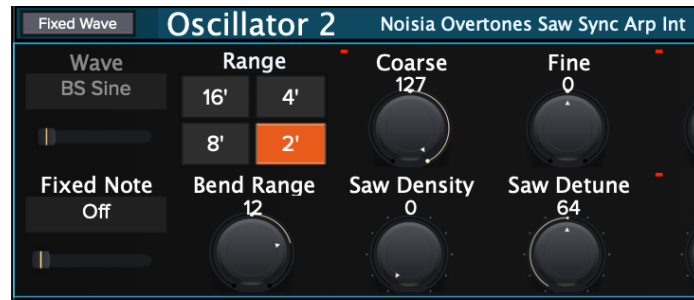 Fixed Wave
Oscillator 2
Noisia Overtones Saw Sync Arp Int
Wave
Range
Coarse
Fine
BS Sine
127
0
16'
4'
8'
2'
Fixed Note
Bend Range
Saw Density
Saw Detune
Off
12
0
64